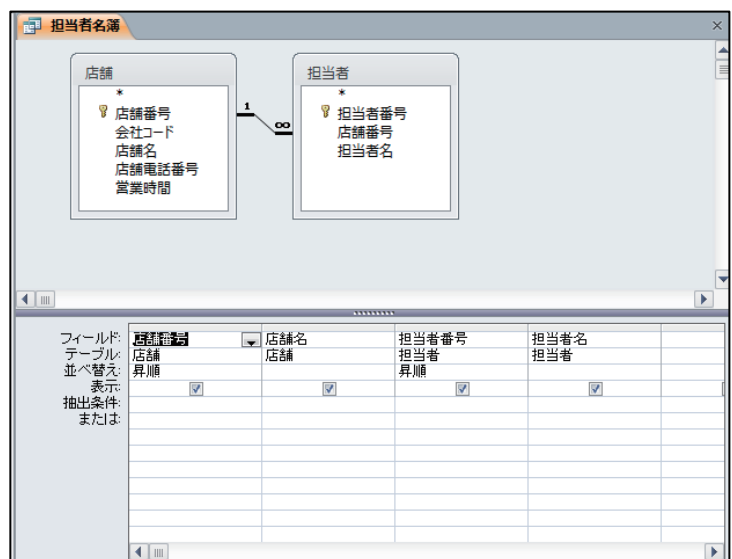 担当者名簿
店舗
*
店舗番号
会社コード
店舗名
店舗電話番号
営業時間
1
∞
担当者
*
担当者番号
店舗番号
担当者名
フィールド: 店舗番号 店舗名 担当者番号 担当者名
テーブル: 店舗 店舗 担当者 担当者
並べ替え: 昇順 昇順
表示:
抽出条件:
または: